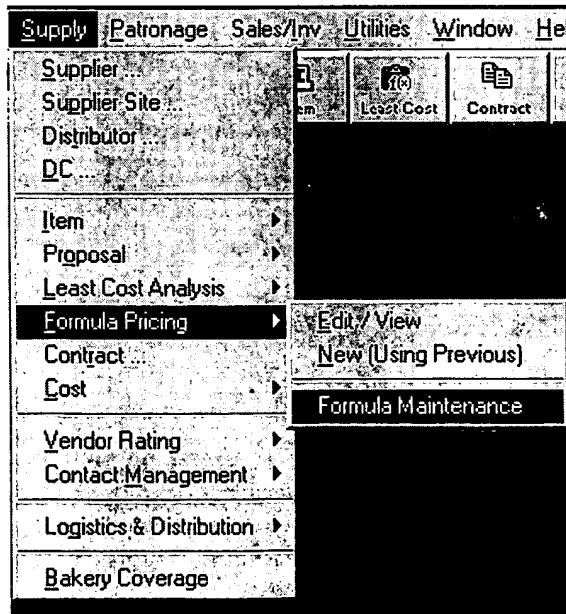 Supply Patronage Sales/Inv Utilities Window He
Supplier ...
Supplier Site ...
Distributor ...
DC ...
em Least Cost Contract
Item
Proposal
Least Cost Analysis
Formula Pricing
Contract ...
Cost
Edit / View
New (Using Previous)
Formula Maintenance
Vendor Rating
Contact Management
Logistics & Distribution
Bakery Coverage